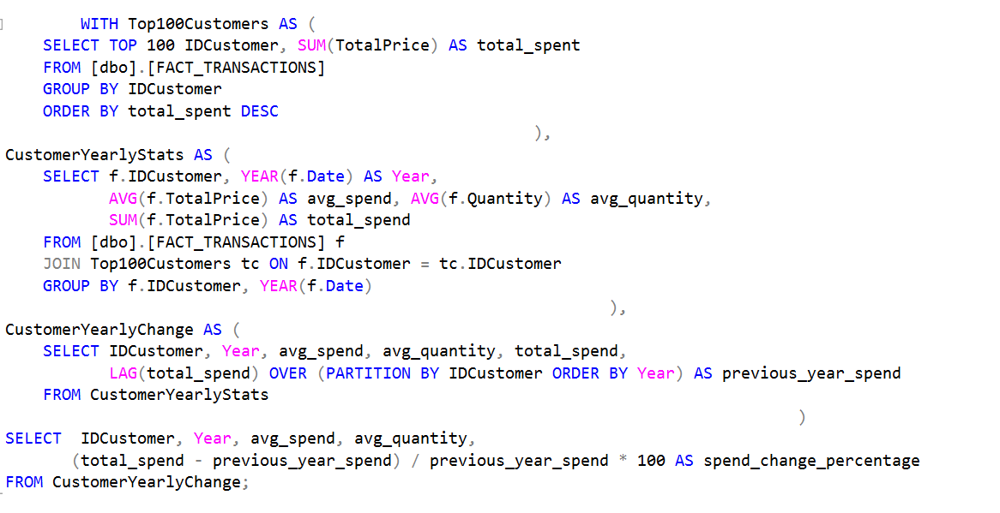 WITH Top100Customers AS (
SELECT TOP 100 IDCustomer, SUM(TotalPrice) AS total_spent
FROM [dbo].[FACT_TRANSACTIONS]
GROUP BY IDCustomer
ORDER BY total_spent DESC
),
CustomerYearlyStats AS (
SELECT f.IDCustomer, YEAR(f.Date) AS Year,
AVG(f.TotalPrice) AS avg_spend, AVG(f.Quantity) AS avg_quantity,
SUM(f.TotalPrice) AS total_spend
FROM [dbo].[FACT_TRANSACTIONS] f
JOIN Top100Customers tc ON f.IDCustomer = tc.IDCustomer
GROUP BY f.IDCustomer, YEAR(f.Date)
),
CustomerYearlyChange AS (
SELECT IDCustomer, Year, avg_spend, avg_quantity, total_spend,
LAG(total_spend) OVER (PARTITION BY IDCustomer ORDER BY Year) AS previous_year_spend
FROM CustomerYearlyStats
)
SELECT  IDCustomer, Year, avg_spend, avg_quantity,
(total_spend - previous_year_spend) / previous_year_spend * 100 AS spend_change_percentage
FROM CustomerYearlyChange;